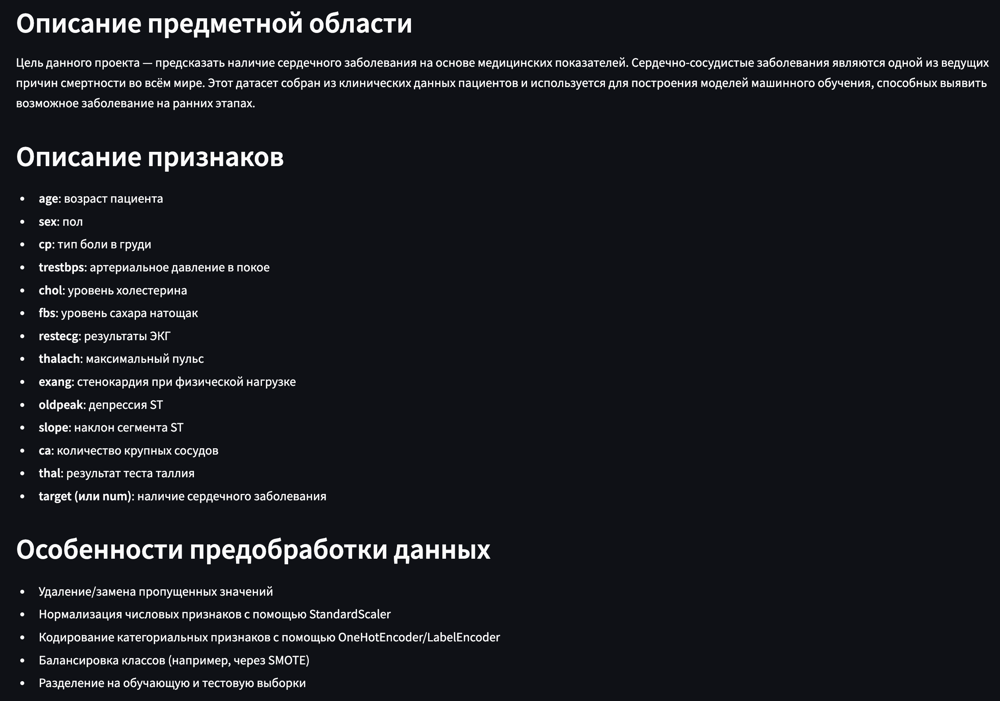 Описание предметной области
Цель данного проекта — предсказать наличие сердечного заболевания на основе медицинских показателей. Сердечно-сосудистые заболевания являются одной из ведущих
причин смертности во всём мире. Этот датасет собран из клинических данных пациентов и используется для построения моделей машинного обучения, способных выявить
возможное заболевание на ранних этапах.
Описание признаков
• age: возраст пациента
• sex: пол
• cp: тип боли в груди
• trestbps: артериальное давление в покое
• chol: уровень холестерина
• fbs: уровень сахара натощак
• restecg: результаты ЭКГ
• thalach: максимальный пульс
• exang: стенокардия при физической нагрузке
• oldpeak: депрессия ST
• slope: наклон сегмента ST
• ca: количество крупных сосудов
• thal: результат теста таллия
• target (или num): наличие сердечного заболевания
Особенности предобработки данных
• Удаление/замена пропущенных значений
• Нормализация числовых признаков с помощью StandardScaler
• Кодирование категориальных признаков с помощью OneHotEncoder/LabelEncoder
• Балансировка классов (например, через SMOTE)
• Разделение на обучающую и тестовую выборки